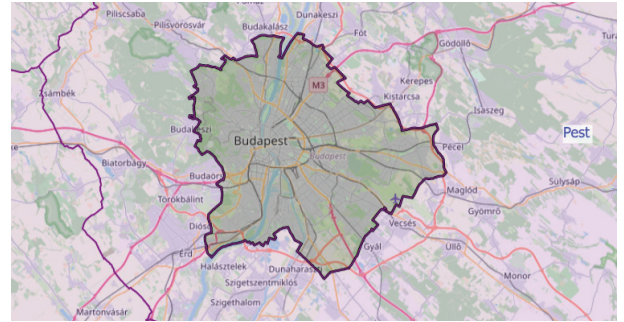 Piliscsaba
Dunakeszi
Pilisvörösvár
Budakalász
Fót
Gödöllő
Zsámbék
M3
Kerepes
Kistarcsa
Isaszeg
Budakeszi
Budapest
Pest
Budapest
Pécel
Biatorbágy
Budaörs
Maglód
Sülysáp
Törökbálint
Gyömrő
Vecsés
Diósd
Érd
Gyál
Üllő
Halásztelek
Dunaharaszti
Monor
Szigetszentmiklós
Szigethalom
Martonvásár